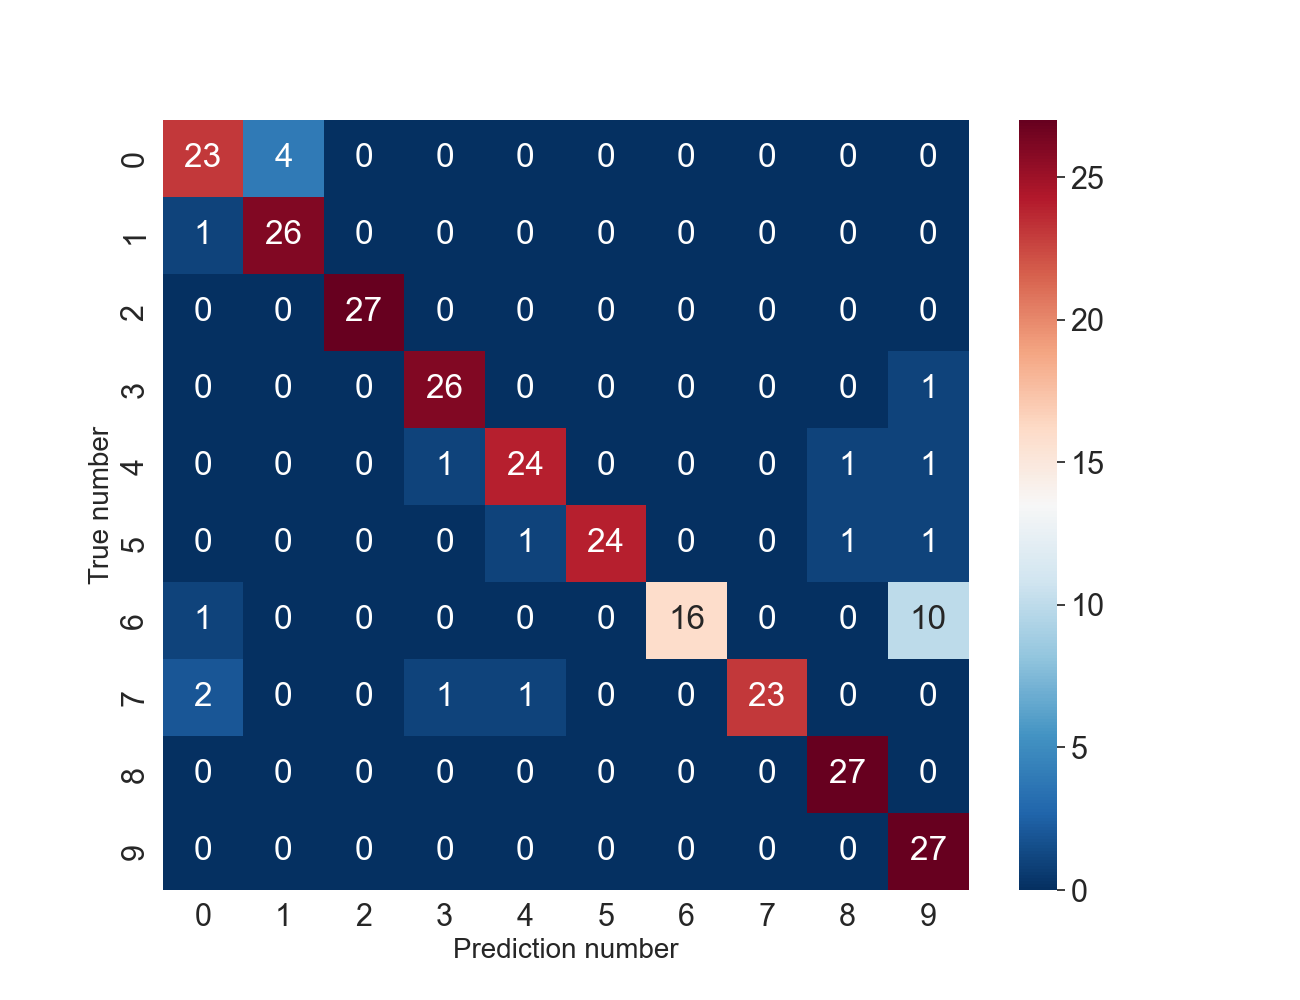 0 23 4 0 0 0 0 0 0 0 0
1 1 26 0 0 0 0 0 0 0 0
2 0 0 27 0 0 0 0 0 0 0
3 0 0 0 26 0 0 0 0 0 1
4 0 0 0 1 24 0 0 0 1 1
5 0 0 0 0 1 24 0 0 1 1
6 1 0 0 0 0 0 16 0 0 10
7 2 0 0 1 1 0 0 23 0 0
8 0 0 0 0 0 0 0 0 27 0
9 0 0 0 0 0 0 0 0 0 27
0 1 2 3 4 5 6 7 8 9
Prediction number
True number
25
20
15
10
5
0